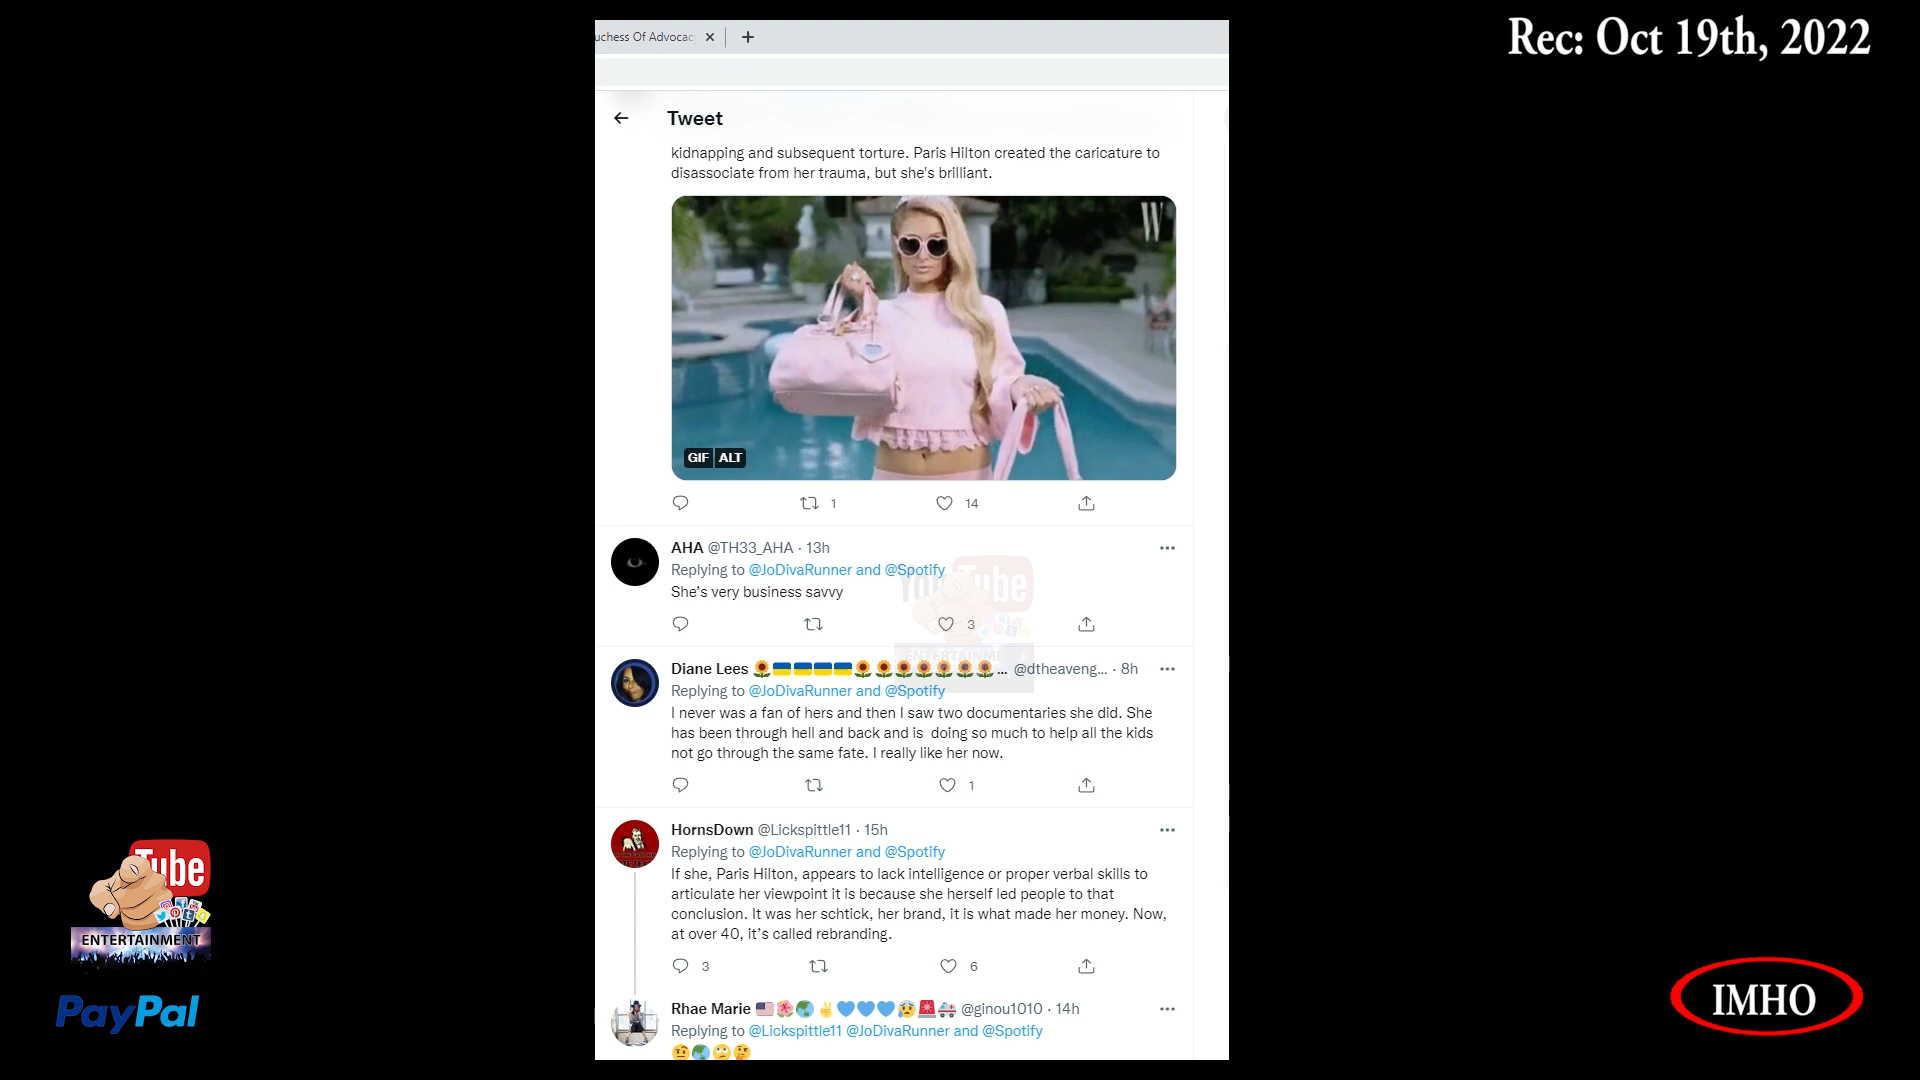 Rec: Oct 19th, 2022
uchess Of Advocac
Tweet
kidnapping and subsequent torture. Paris Hilton created the caricature to
disassociate from her trauma, but she's brilliant.
W
GIF ALT
1 14
AHA @TH33_AHA · 13h
Replying to @JoDivaRunner and @Spotify
She's very business savvy
3
Diane Lees 🌻🇺🇦🇺🇦🇺🇦🇺🇦🌻🌻🌻🌻🌻🌻🌻... @dtheaveng... · 8h
Replying to @JoDivaRunner and @Spotify
I never was a fan of hers and then I saw two documentaries she did. She
has been through hell and back and is  doing so much to help all the kids
not go through the same fate. I really like her now.
1
HornsDown @Lickspittle11 · 15h
Replying to @JoDivaRunner and @Spotify
If she, Paris Hilton, appears to lack intelligence or proper verbal skills to
articulate her viewpoint it is because she herself led people to that
conclusion. It was her schtick, her brand, it is what made her money. Now,
at over 40, it's called rebranding.
3 6
Rhae Marie 🇺🇸🌺🌏✌️💙💙💙😰🚨🚑 @ginou1010 · 14h
Replying to @Lickspittle11 @JoDivaRunner and @Spotify
🤨🌏🙄🤔
YouTube
ENTERTAINMENT
Tube
ENTERTAINMENT
PayPal
IMHO